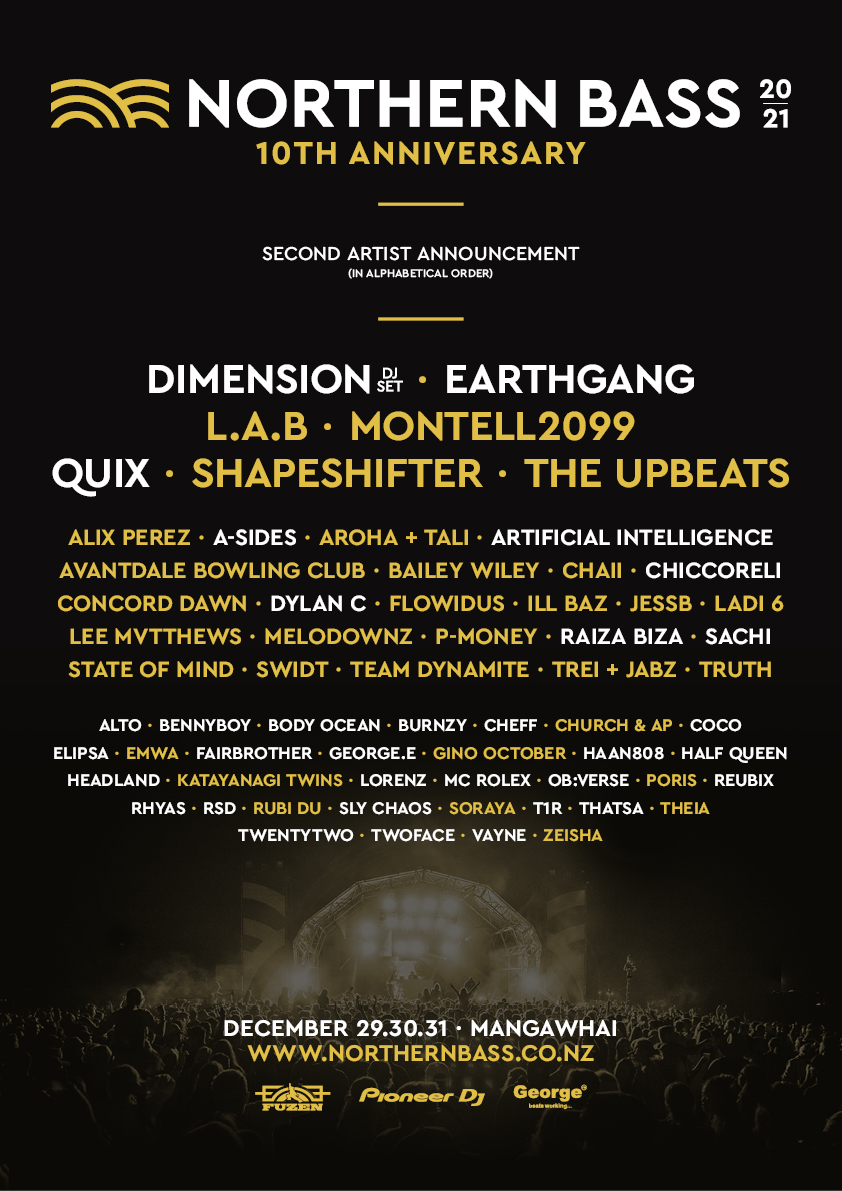 NORTHERN BASS 20 21
10TH ANNIVERSARY
SECOND ARTIST ANNOUNCEMENT
(IN ALPHABETICAL ORDER)
DIMENSION DJ SET · EARTHGANG
L.A.B · MONTELL2099
QUIX · SHAPESHIFTER · THE UPBEATS
ALIX PEREZ · A-SIDES · AROHA + TALI · ARTIFICIAL INTELLIGENCE
AVANTDALE BOWLING CLUB · BAILEY WILEY · CHAII · CHICCORELI
CONCORD DAWN · DYLAN C · FLOWIDUS · ILL BAZ · JESSB · LADI 6
LEE MVTTHEWS · MELODOWNZ · P-MONEY · RAIZA BIZA · SACHI
STATE OF MIND · SWIDT · TEAM DYNAMITE · TREI + JABZ · TRUTH
ALTO · BENNYBOY · BODY OCEAN · BURNZY · CHEFF · CHURCH & AP · COCO
ELIPSA · EMWA · FAIRBROTHER · GEORGE.E · GINO OCTOBER · HAAN808 · HALF QUEEN
HEADLAND · KATAYANAGI TWINS · LORENZ · MC ROLEX · OB:VERSE · PORIS · REUBIX
RHYAS · RSD · RUBI DU · SLY CHAOS · SORAYA · T1R · THATSA · THEIA
TWENTYTWO · TWOFACE · VAYNE · ZEISHA
DECEMBER 29.30.31 · MANGAWHAI
WWW.NORTHERNBASS.CO.NZ
FUZEN Pioneer Dj George
beats working...